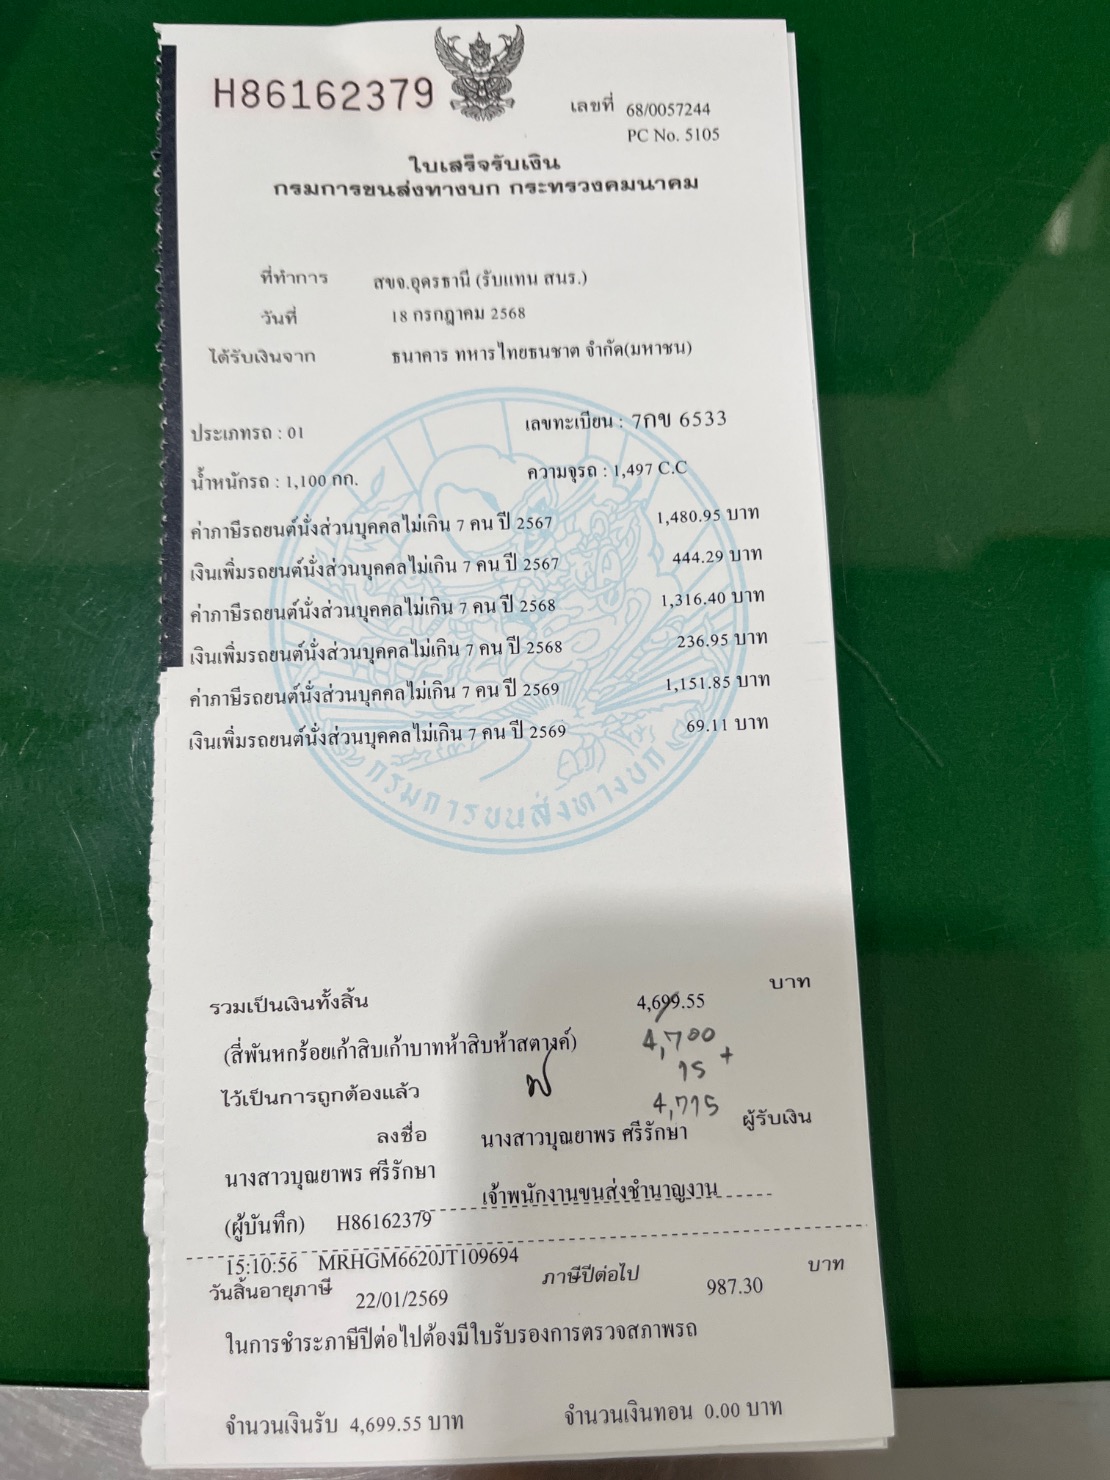 H86162379
เลขที่ 68/0057244
PC No. 5105
ใบเสร็จรับเงิน
กรมการขนส่งทางบก กระทรวงคมนาคม
ที่ทำการ สขจ.อุดรธานี (รับแทน สนร.)
วันที่ 18 กรกฎาคม 2568
ได้รับเงินจาก ธนาคาร ทหารไทยธนชาต จำกัด(มหาชน)
ประเภทรถ : 01 เลขทะเบียน : 7กข 6533
น้ำหนักรถ : 1,100 กก. ความจุรถ : 1,497 C.C
ค่าภาษีรถยนต์นั่งส่วนบุคคลไม่เกิน 7 คน ปี 2567 1,480.95 บาท
เงินเพิ่มรถยนต์นั่งส่วนบุคคลไม่เกิน 7 คน ปี 2567 444.29 บาท
ค่าภาษีรถยนต์นั่งส่วนบุคคลไม่เกิน 7 คน ปี 2568 1,316.40 บาท
เงินเพิ่มรถยนต์นั่งส่วนบุคคลไม่เกิน 7 คน ปี 2568 236.95 บาท
ค่าภาษีรถยนต์นั่งส่วนบุคคลไม่เกิน 7 คน ปี 2569 1,151.85 บาท
เงินเพิ่มรถยนต์นั่งส่วนบุคคลไม่เกิน 7 คน ปี 2569 69.11 บาท
กรมการขนส่งทางบก
รวมเป็นเงินทั้งสิ้น 4,699.55 บาท
(สี่พันหกร้อยเก้าสิบเก้าบาทห้าสิบห้าสตางค์) 4,700
15 +
ไว้เป็นการถูกต้องแล้ว 4,715
ลงชื่อ นางสาวบุณยาพร ศรีรักษา ผู้รับเงิน
นางสาวบุณยาพร ศรีรักษา เจ้าพนักงานขนส่งชำนาญงาน
(ผู้บันทึก) H86162379
15:10:56 MRHGM6620JT109694
วันสิ้นอายุภาษี 22/01/2569 ภาษีปีต่อไป 987.30 บาท
ในการชำระภาษีปีต่อไปต้องมีใบรับรองการตรวจสภาพรถ
จำนวนเงินรับ 4,699.55 บาท จำนวนเงินทอน 0.00 บาท